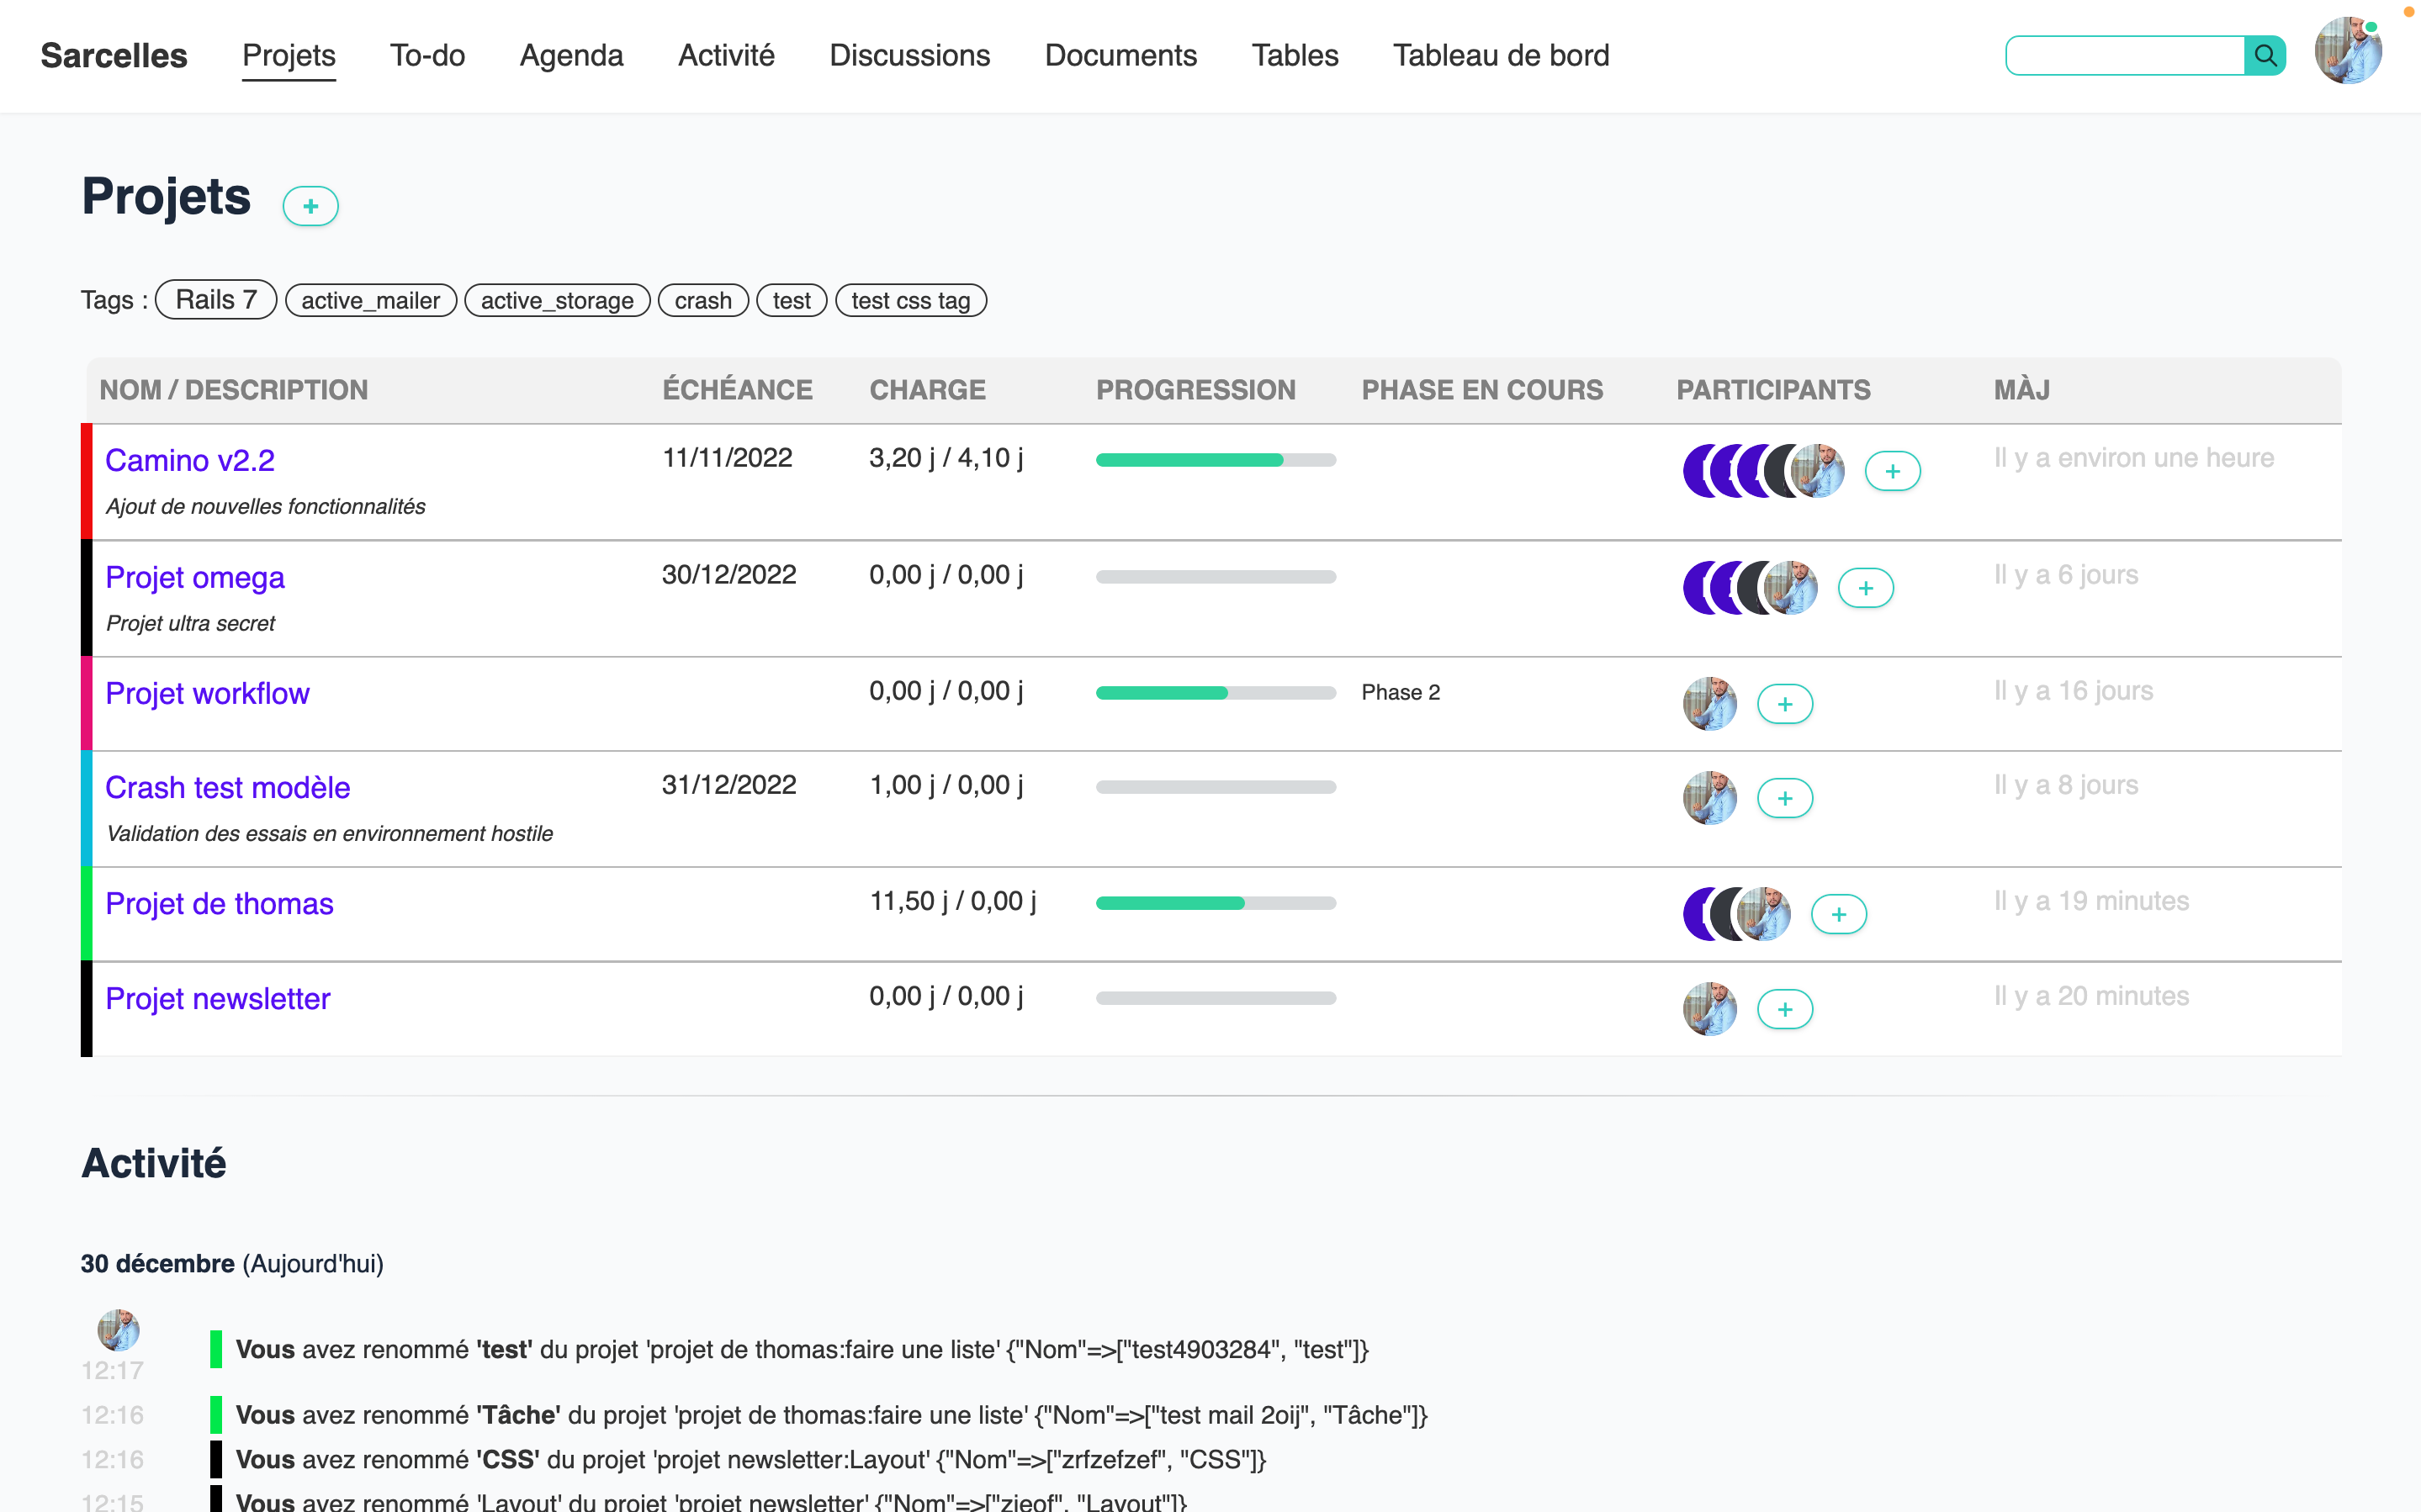 Sarcelles Projets To-do Agenda Activité Discussions Documents Tables Tableau de bord
Projets +
Tags : Rails 7 active_mailer active_storage crash test test css tag
NOM / DESCRIPTION ÉCHÉANCE CHARGE PROGRESSION PHASE EN COURS PARTICIPANTS MÀJ
Camino v2.2 11/11/2022 3,20 j / 4,10 j + Il y a environ une heure
Ajout de nouvelles fonctionnalités
Projet omega 30/12/2022 0,00 j / 0,00 j + Il y a 6 jours
Projet ultra secret
Projet workflow 0,00 j / 0,00 j Phase 2 + Il y a 16 jours
Crash test modèle 31/12/2022 1,00 j / 0,00 j + Il y a 8 jours
Validation des essais en environnement hostile
Projet de thomas 11,50 j / 0,00 j + Il y a 19 minutes
Projet newsletter 0,00 j / 0,00 j + Il y a 20 minutes
Activité
30 décembre (Aujourd'hui)
12:17 Vous avez renommé 'test' du projet 'projet de thomas:faire une liste' {"Nom"=>["test4903284", "test"]}
12:16 Vous avez renommé 'Tâche' du projet 'projet de thomas:faire une liste' {"Nom"=>["test mail 2oij", "Tâche"]}
12:16 Vous avez renommé 'CSS' du projet 'projet newsletter:Layout' {"Nom"=>["zrfzefzef", "CSS"]}
12:15 Vous avez renommé 'Layout' du projet 'projet newsletter' {"Nom"=>["zieof", "Layout"]}